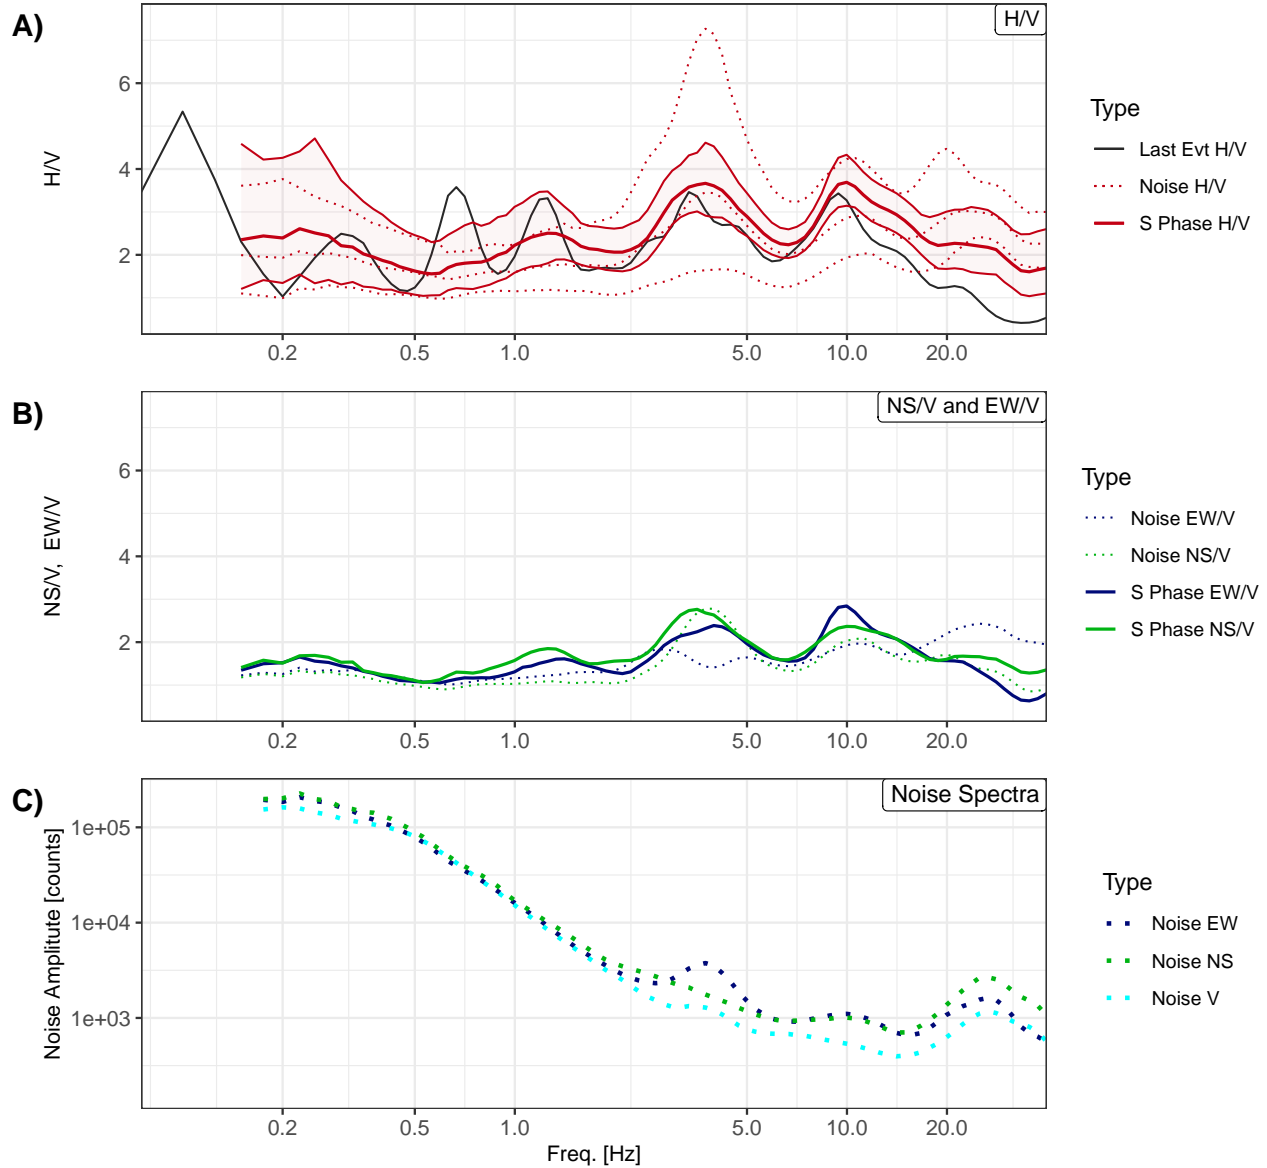 A)
H/V
H/V
6
4
2
0.2 0.5 1.0 5.0 10.0 20.0
Type
Last Evt H/V
Noise H/V
S Phase H/V
B)
NS/V and EW/V
NS/V,  EW/V
6
4
2
0.2 0.5 1.0 5.0 10.0 20.0
Type
Noise EW/V
Noise NS/V
S Phase EW/V
S Phase NS/V
C)
Noise Spectra
Noise Amplitute [counts]
1e+05
1e+04
1e+03
0.2 0.5 1.0 5.0 10.0 20.0
Freq. [Hz]
Type
Noise EW
Noise NS
Noise V